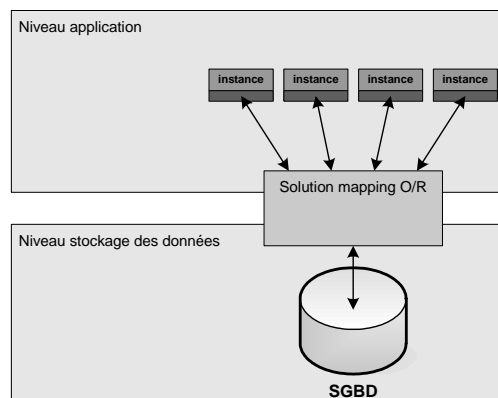 Niveau application
instance
instance
instance
instance
Solution mapping O/R
Niveau stockage des données
SGBD